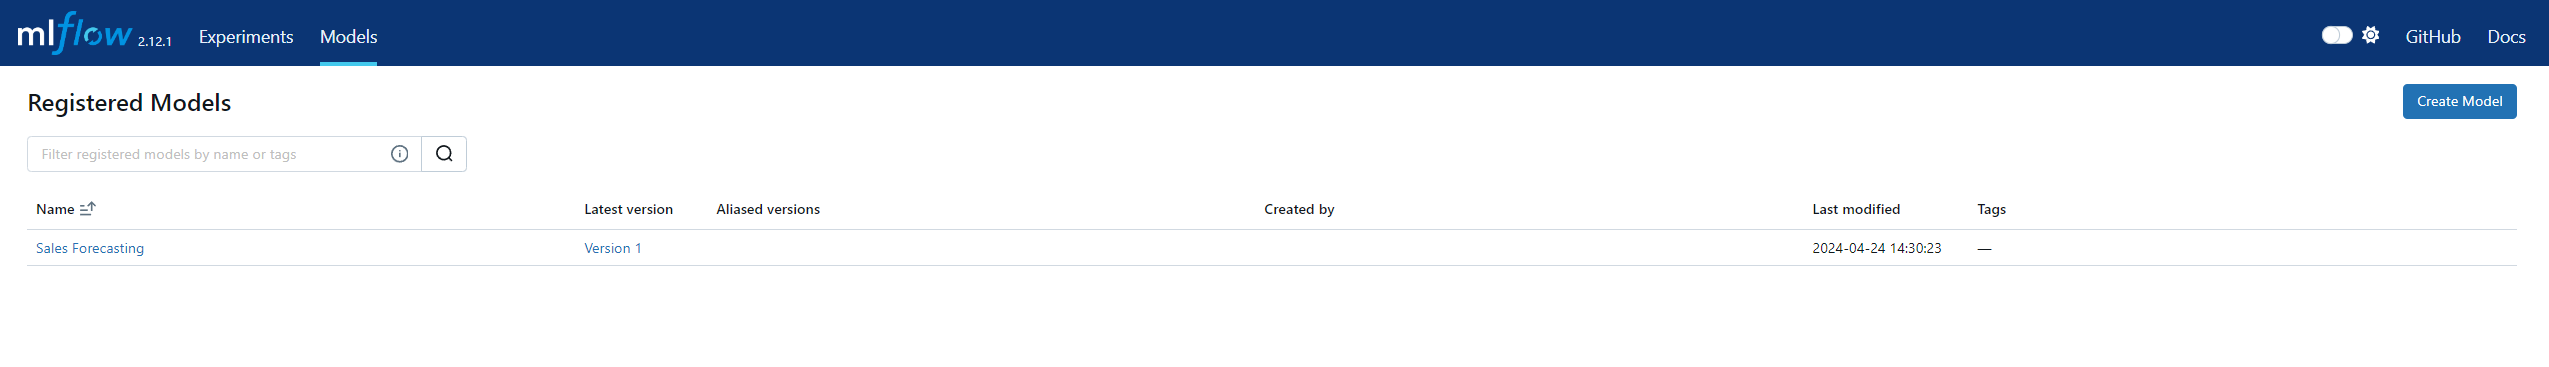 mlflow 2.12.1 Experiments Models GitHub Docs
Registered Models Create Model
Filter registered models by name or tags
Name Latest version Aliased versions Created by Last modified Tags
Sales Forecasting Version 1 2024-04-24 14:30:23 —